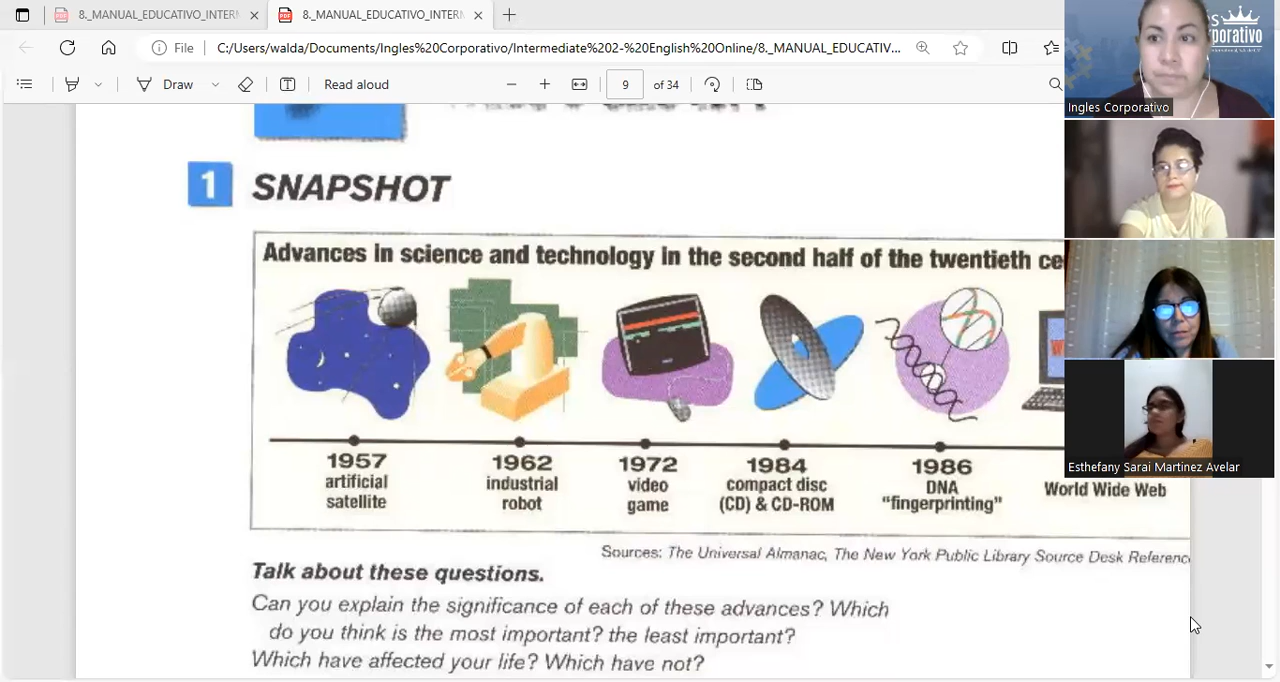 8._MANUAL_EDUCATIVO_INTERN
8._MANUAL_EDUCATIVO_INTERN
File
C:/Users/walda/Documents/Ingles%20Corporativo/Intermediate%202-%20English%20Online/8._MANUAL_EDUCATIV...
Draw
Read aloud
9
of 34
Ingles Corporativo
1 SNAPSHOT
Advances in science and technology in the second half of the twentieth ce
1957
artificial
satellite
1962
industrial
robot
1972
video
game
1984
compact disc
(CD) & CD-ROM
1986
DNA
"fingerprinting"
World Wide Web
Esthefany Sarai Martinez Avelar
Sources: The Universal Almanac, The New York Public Library Source Desk Referenc
Talk about these questions.
Can you explain the significance of each of these advances? Which
do you think is the most important? the least important?
Which have affected your life? Which have not?